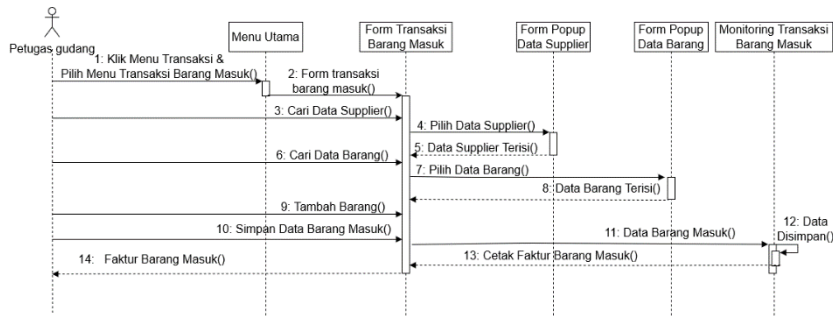 Petugas gudang
Menu Utama
Form Transaksi
Barang Masuk
Form Popup
Data Supplier
Form Popup
Data Barang
Monitoring Transaksi
Barang Masuk
1: Klik Menu Transaksi &
Pilih Menu Transaksi Barang Masuk()
2: Form transaksi
barang masuk()
3: Cari Data Supplier()
4: Pilih Data Supplier()
5: Data Supplier Terisi()
6: Cari Data Barang()
7: Pilih Data Barang()
8: Data Barang Terisi()
9: Tambah Barang()
10: Simpan Data Barang Masuk()
11: Data Barang Masuk()
12: Data
Disimpan()
13: Cetak Faktur Barang Masuk()
14: Faktur Barang Masuk()